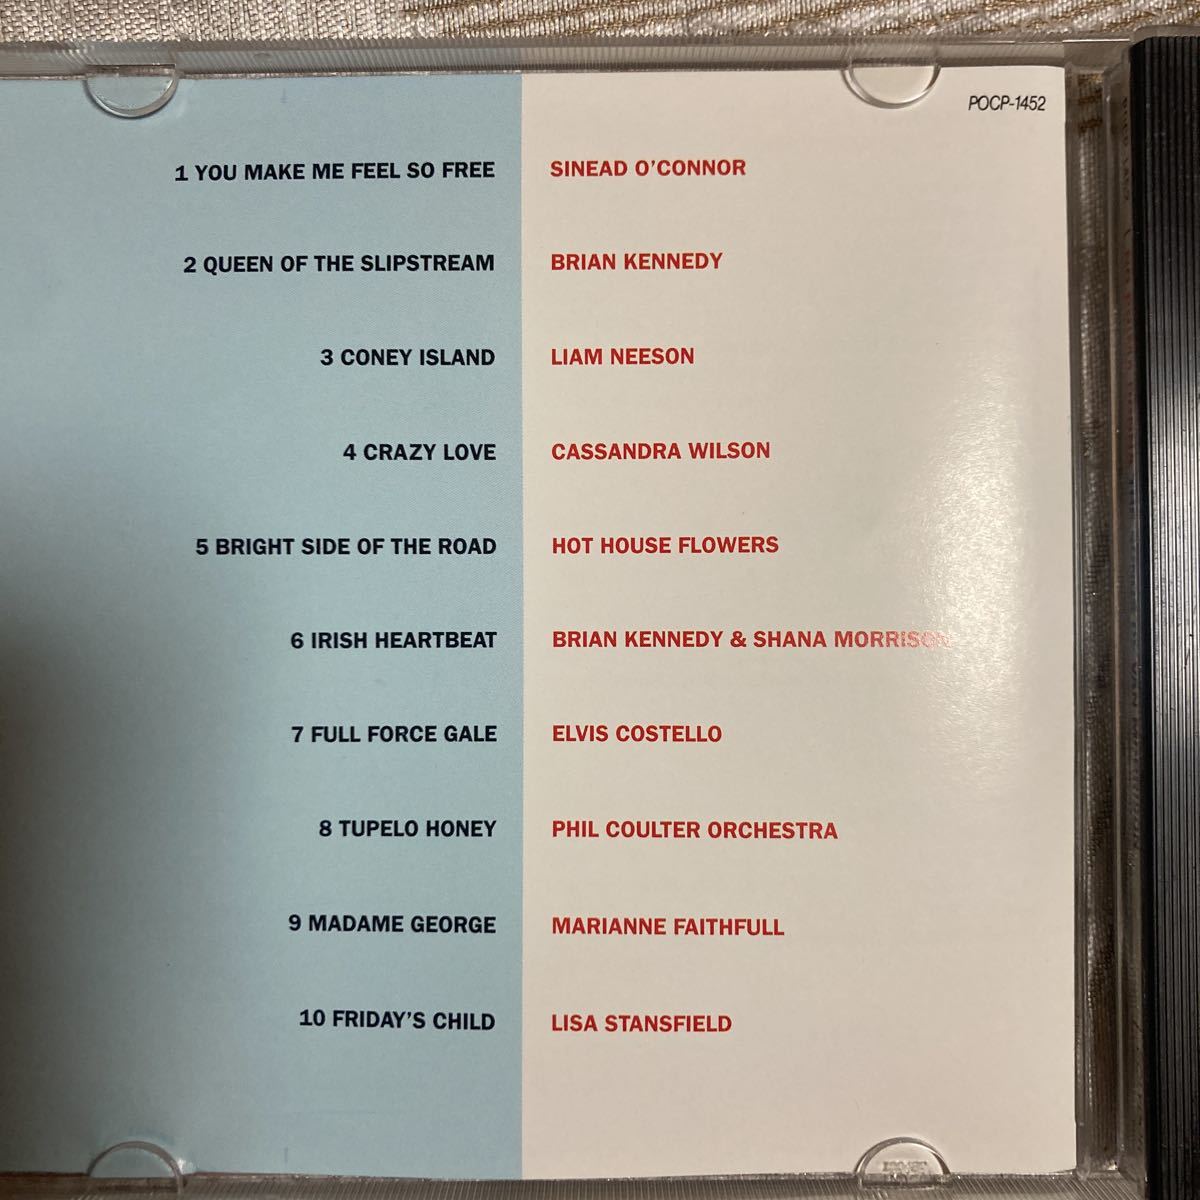 POCP-1452
1 YOU MAKE ME FEEL SO FREE SINEAD O'CONNOR
2 QUEEN OF THE SLIPSTREAM BRIAN KENNEDY
3 CONEY ISLAND LIAM NEESON
4 CRAZY LOVE CASSANDRA WILSON
5 BRIGHT SIDE OF THE ROAD HOT HOUSE FLOWERS
6 IRISH HEARTBEAT BRIAN KENNEDY & SHANA MORRISON
7 FULL FORCE GALE ELVIS COSTELLO
8 TUPELO HONEY PHIL COULTER ORCHESTRA
9 MADAME GEORGE MARIANNE FAITHFULL
10 FRIDAY'S CHILD LISA STANSFIELD